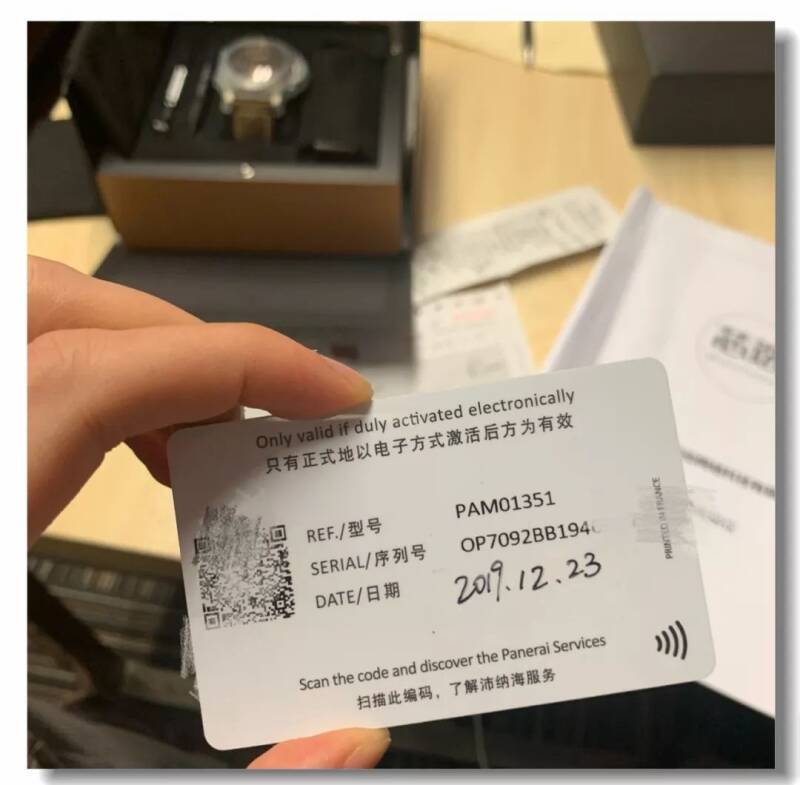 Only valid if duly activated electronically
只有正式地以电子方式激活后方为有效
REF./型号 PAM01351
SERIAL/序列号 OP7092BB194
DATE/日期 2019.12.23
PRINTED IN FRANCE
Scan the code and discover the Panerai Services
扫描此编码，了解沛纳海服务